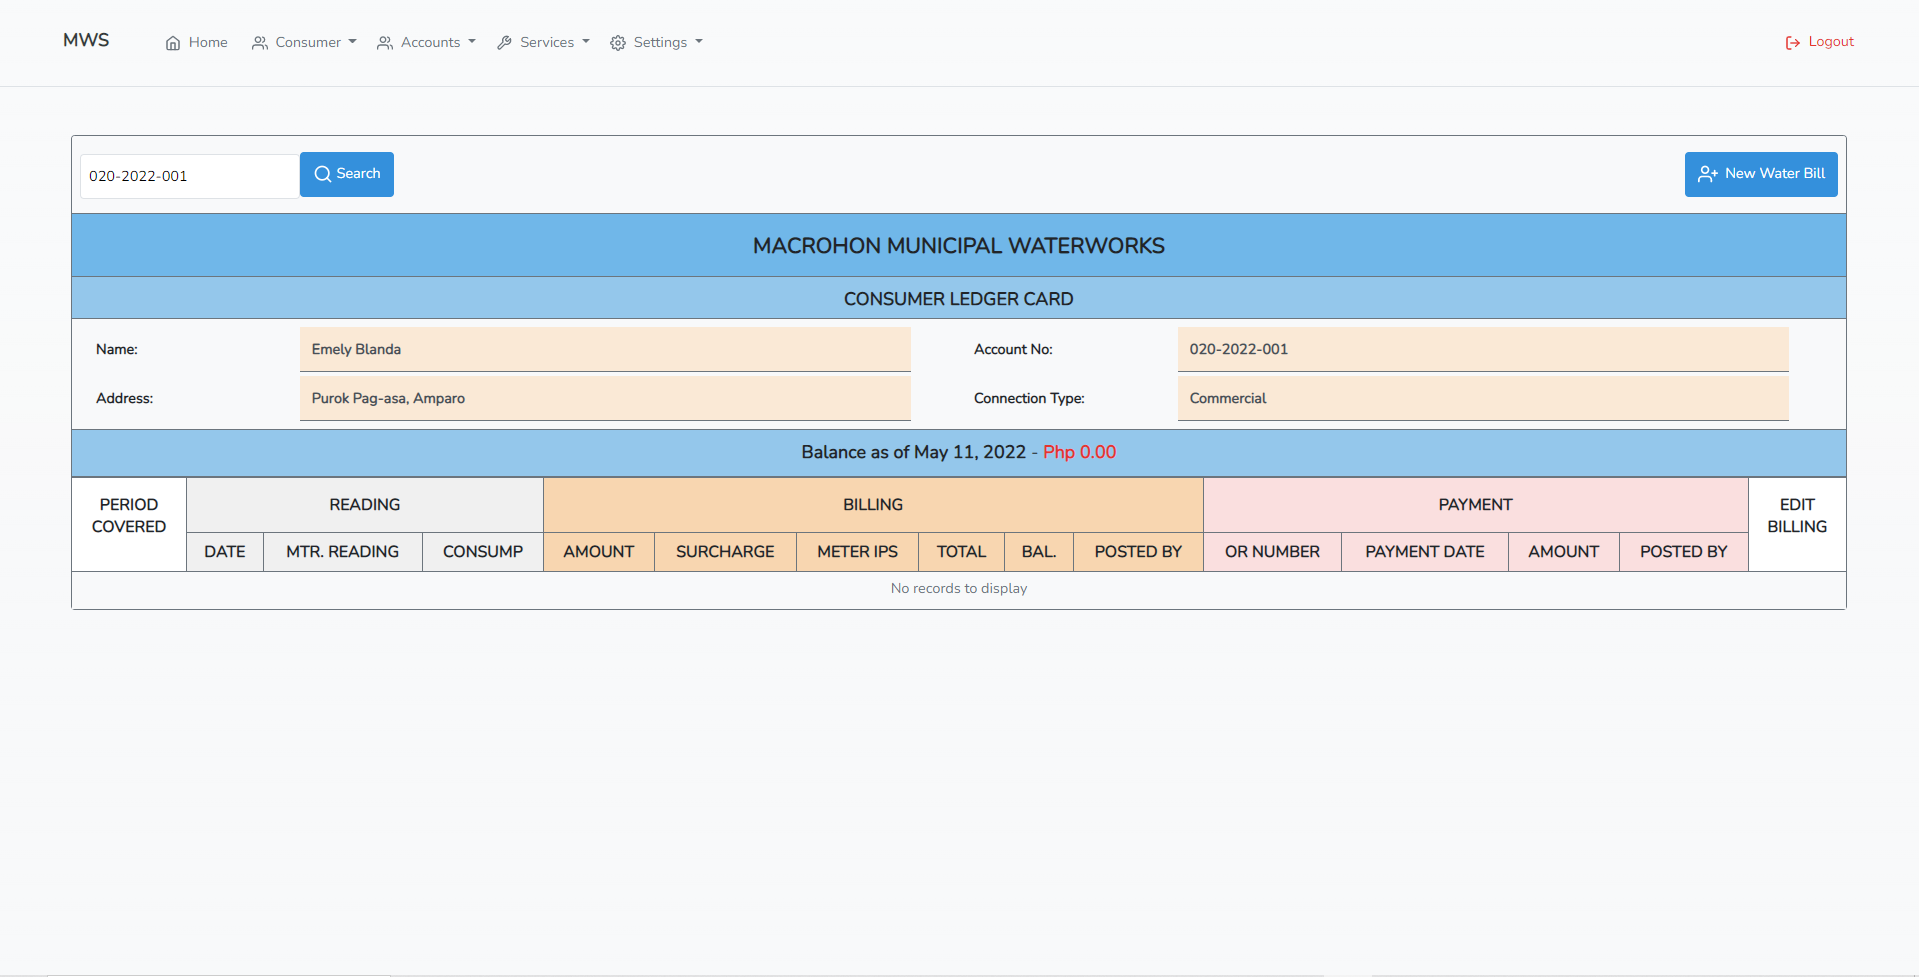 MWS Home Consumer Accounts Services Settings Logout
020-2022-001 Search New Water Bill
MACROHON MUNICIPAL WATERWORKS
CONSUMER LEDGER CARD
Name: Emely Blanda Account No: 020-2022-001
Address: Purok Pag-asa, Amparo Connection Type: Commercial
Balance as of May 11, 2022 - Php 0.00
PERIOD COVERED READING BILLING PAYMENT EDIT BILLING
DATE MTR. READING CONSUMP AMOUNT SURCHARGE METER IPS TOTAL BAL. POSTED BY OR NUMBER PAYMENT DATE AMOUNT POSTED BY
No records to display